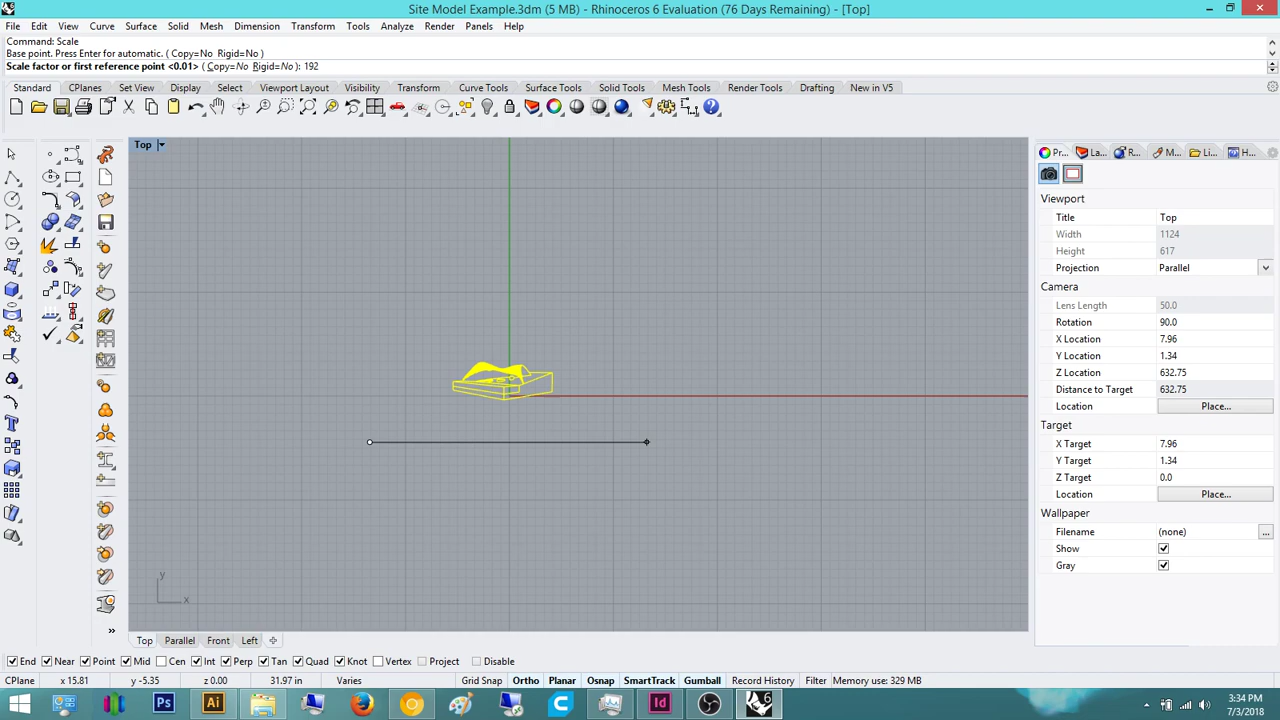 Site Model Example.3dm (5 MB) - Rhinoceros 6 Evaluation (76 Days Remaining) - [Top]
File Edit View Curve Surface Solid Mesh Dimension Transform Tools Analyze Render Panels Help
Command: Scale
Base point. Press Enter for automatic. ( Copy=No Rigid=No )
Scale factor or first reference point <0.01> ( Copy=No Rigid=No ): 192
Standard CPlanes Set View Display Select Viewport Layout Visibility Transform Curve Tools Surface Tools Solid Tools Mesh Tools Render Tools Drafting New in V5
Top
Pr... La... R... M... Li... H...
Viewport
Title Top
Width 1124
Height 617
Projection Parallel
Camera
Lens Length 50.0
Rotation 90.0
X Location 7.96
Y Location 1.34
Z Location 632.75
Distance to Target 632.75
Location Place...
Target
X Target 7.96
Y Target 1.34
Z Target 0.0
Location Place...
Wallpaper
Filename (none) ...
Show
Gray
y
x
Top Parallel Front Left
End Near Point Mid Cen Int Perp Tan Quad Knot Vertex Project Disable
CPlane x 15.81 y -5.35 z 0.00 31.97 in Varies Grid Snap Ortho Planar Osnap SmartTrack Gumball Record History Filter Memory use: 329 MB
Ps Ai Id 6
3:34 PM
7/3/2018